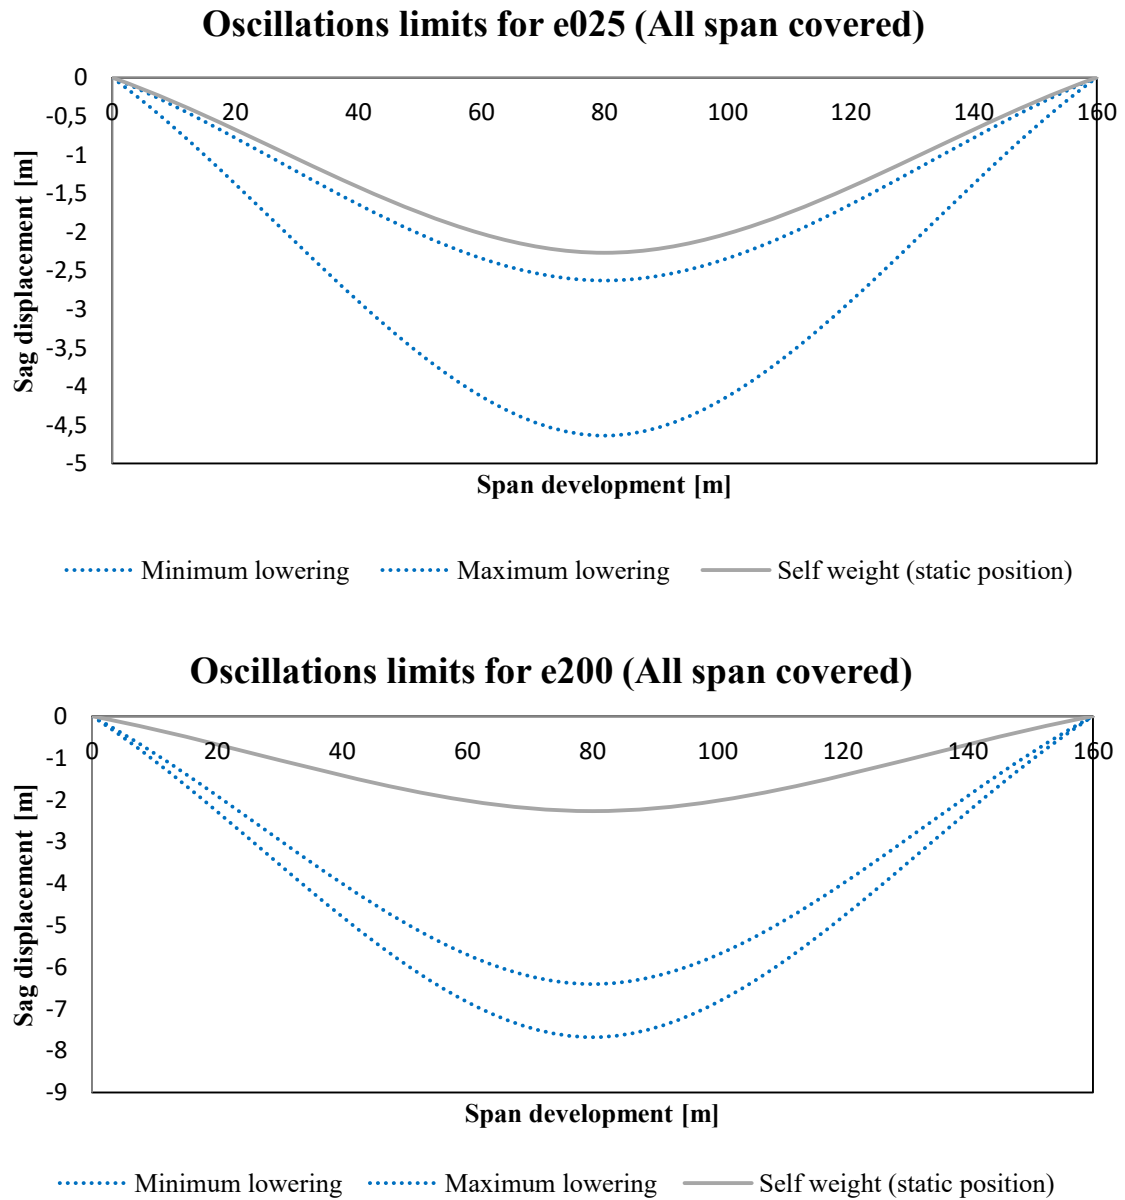 Oscillations limits for e025 (All span covered)
0
-0,5
-1
-1,5
-2
-2,5
-3
-3,5
-4
-4,5
-5
0 20 40 60 80 100 120 140 160
Sag displacement [m]
Span development [m]
Minimum lowering Maximum lowering Self weight (static position)
Oscillations limits for e200 (All span covered)
0
-1
-2
-3
-4
-5
-6
-7
-8
-9
0 20 40 60 80 100 120 140 160
Sag displacement [m]
Span development [m]
Minimum lowering Maximum lowering Self weight (static position)